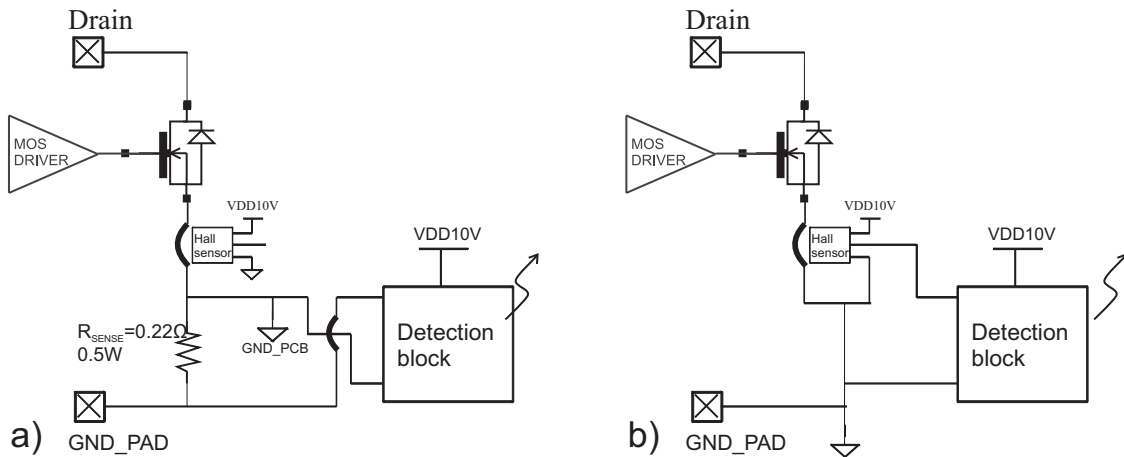 Drain
MOS
DRIVER
VDD10V
Hall
sensor
VDD10V
R_SENSE=0.22Ω
0.5W
GND_PCB
Detection
block
GND_PAD
a)
Drain
MOS
DRIVER
VDD10V
Hall
sensor
VDD10V
Detection
block
GND_PAD
b)